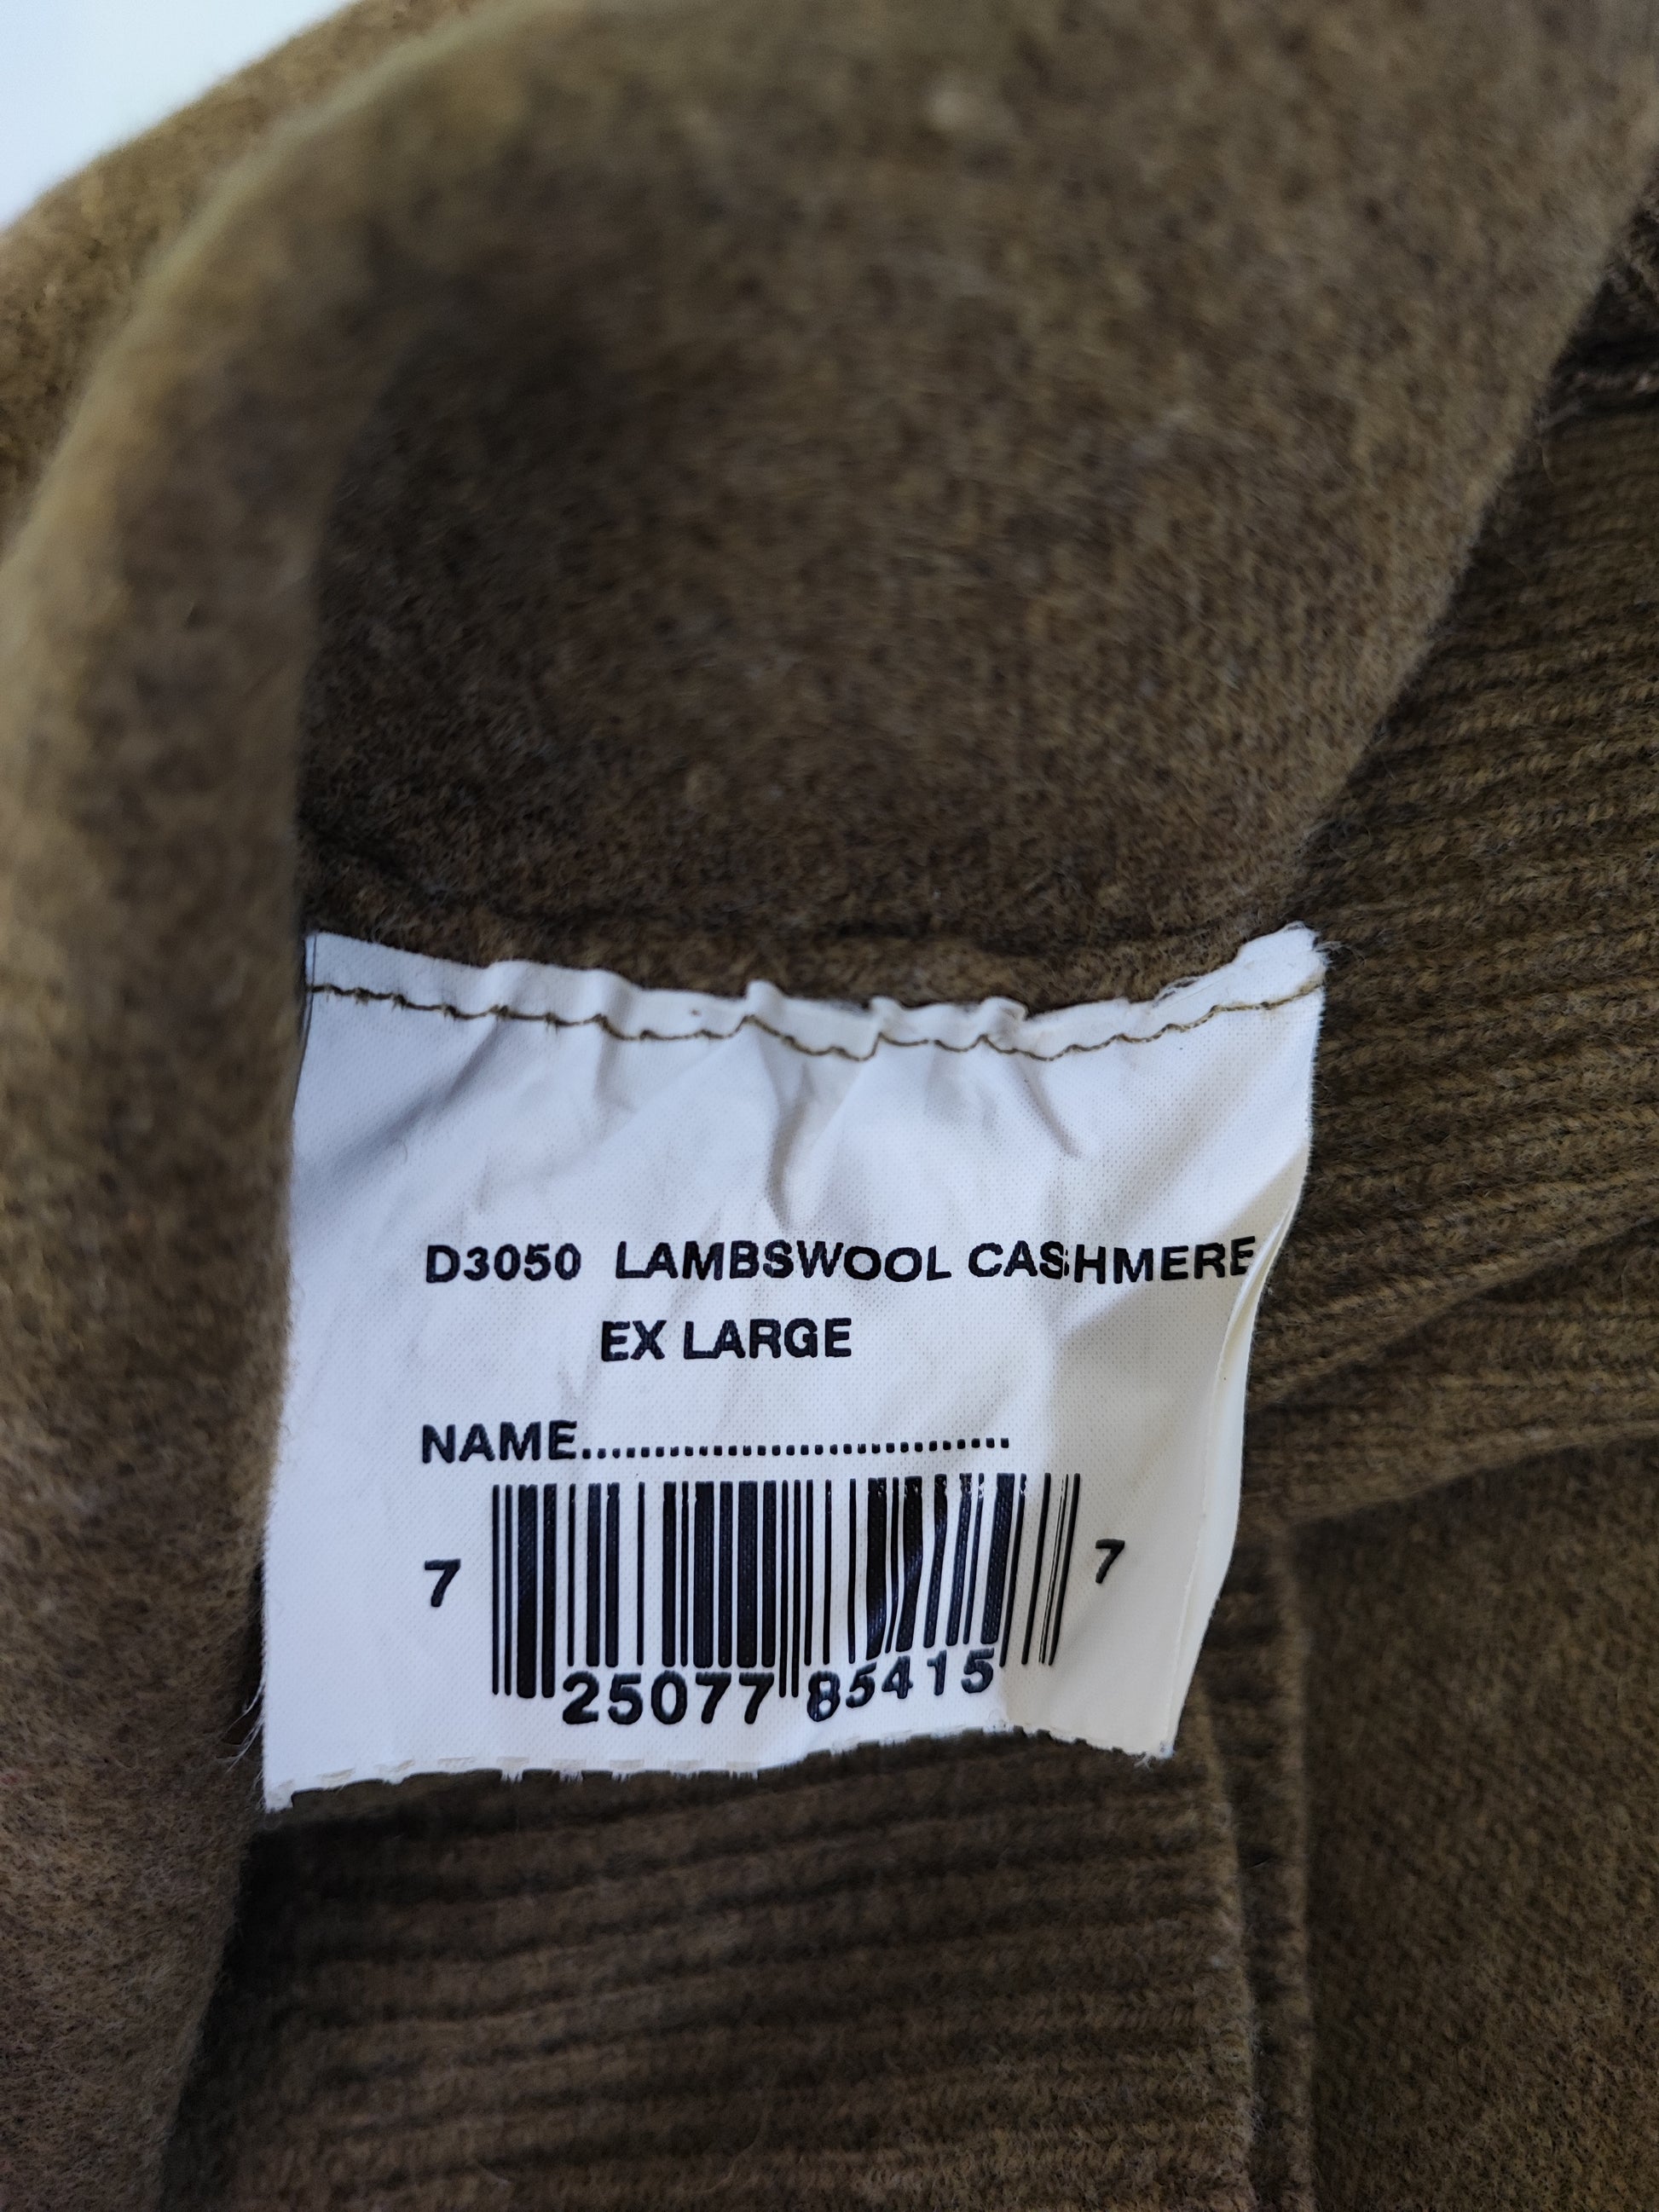 D3050 LAMBSWOOL CASHMERE
EX LARGE
NAME..............................
7 25077 85415 7